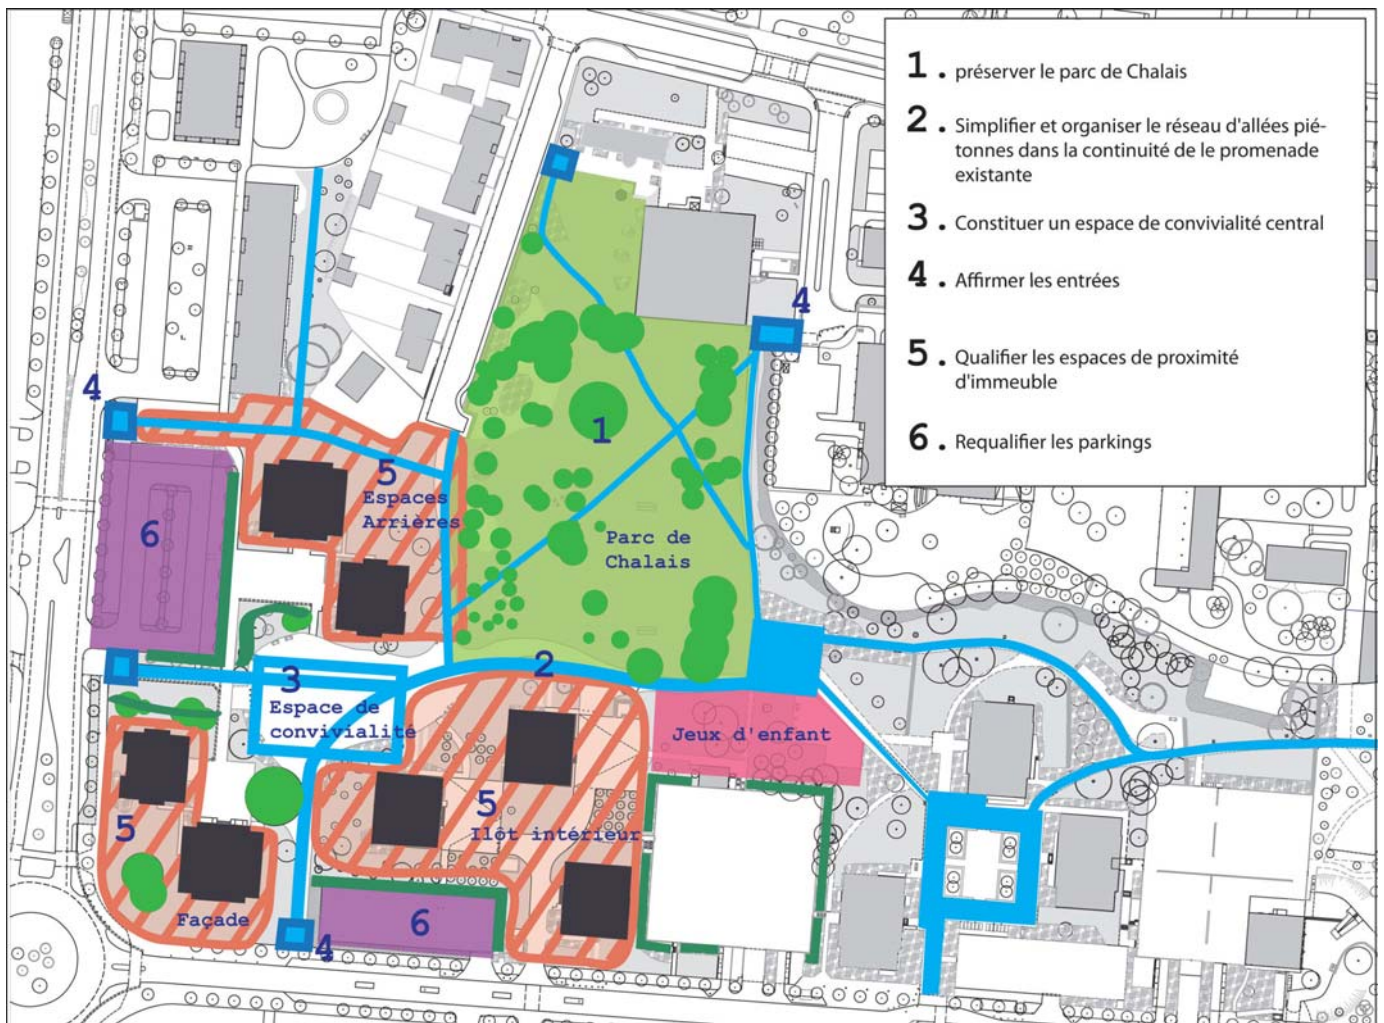 1. préserver le parc de Chalais
2. Simplifier et organiser le réseau d'allées pié-
tonnes dans la continuité de le promenade
existante
3. Constituer un espace de convivialité central
4. Affirmer les entrées
5. Qualifier les espaces de proximité
d'immeuble
6. Requalifier les parkings
4
4
1
5
Espaces
Arrières
6
Parc de
Chalais
2
3
Espace de
convivialité
Jeux d'enfant
5
5
Ilôt intérieur
Façade
6
4